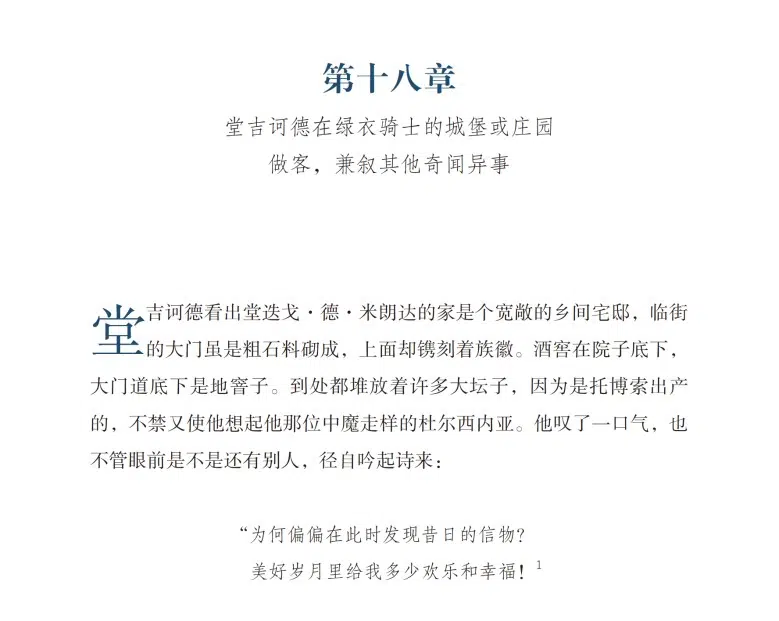 第十八章
堂吉诃德在绿衣骑士的城堡或庄园
做客，兼叙其他奇闻异事
堂吉诃德看出堂迭戈·德·米朗达的家是个宽敞的乡间宅邸，临街
的大门虽是粗石料砌成，上面却镌刻着族徽。酒窖在院子底下，
大门道底下是地窨子。到处都堆放着许多大坛子，因为是托博索出产
的，不禁又使他想起他那位中魔走样的杜尔西内亚。他叹了一口气，也
不管眼前是不是还有别人，径自吟起诗来：
“为何偏偏在此时发现昔日的信物？
美好岁月里给我多少欢乐和幸福！1